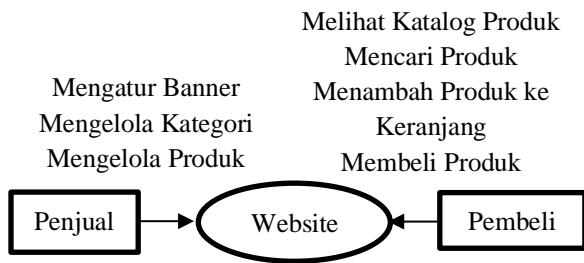 Mengatur Banner
Mengelola Kategori
Mengelola Produk
Melihat Katalog Produk
Mencari Produk
Menambah Produk ke
Keranjang
Membeli Produk
Penjual
Website
Pembeli